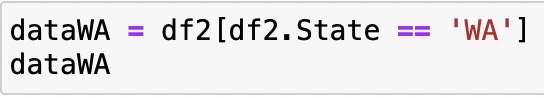 dataWA = df2[df2.State == 'WA']
dataWA